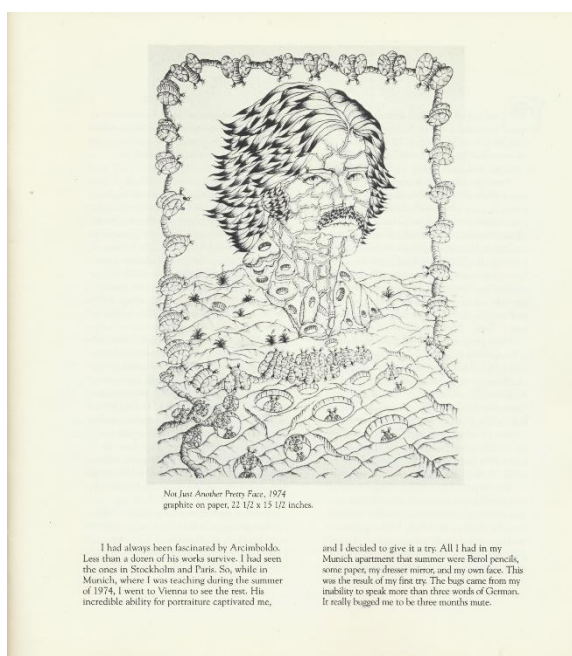 Not Just Another Pretty Face, 1974
graphite on paper, 22 1/2 x 15 1/2 inches.
I had always been fascinated by Arcimboldo.
Less than a dozen of his works survive. I had seen
the ones in Stockholm and Paris. So, while in
Munich, where I was teaching during the summer
of 1974, I went to Vienna to see the rest. His
incredible ability for portraiture captivated me,
and I decided to give it a try. All I had in my
Munich apartment that summer were Berol pencils,
some paper, my dresser mirror, and my own face. This
was the result of my first try. The bugs came from my
inability to speak more than three words of German.
It really bugged me to be three months mute.